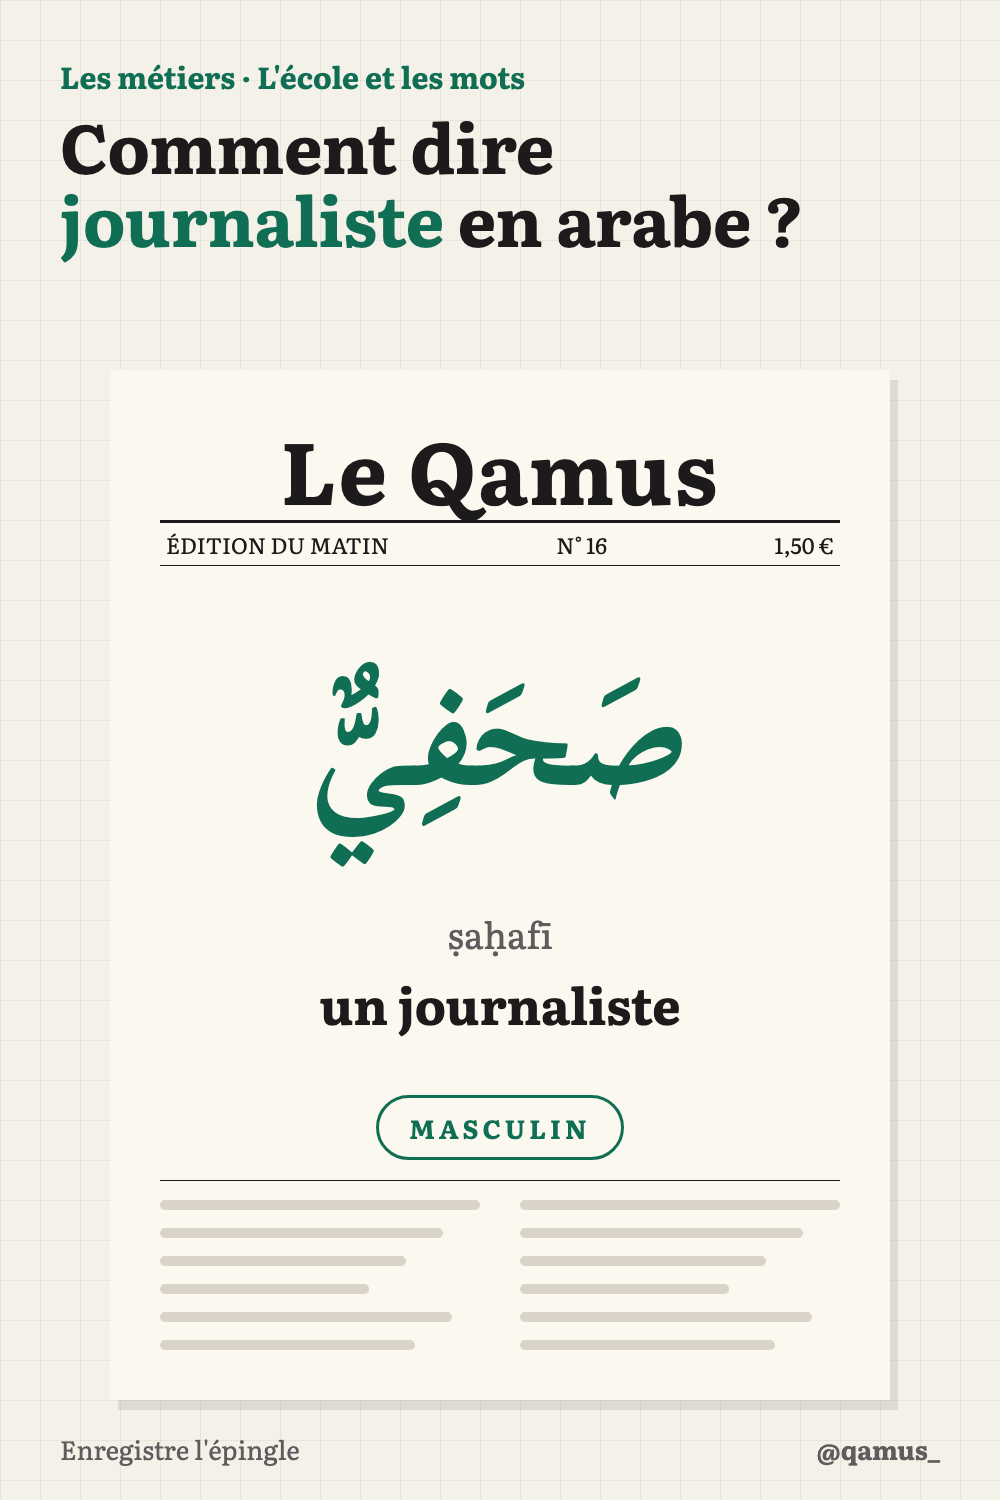 Les métiers · L'école et les mots
Comment dire
journaliste en arabe ?
Le Qamus
ÉDITION DU MATIN N° 16 1,50 €
صَحَفِيٌّ
ṣaḥafī
un journaliste
MASCULIN
Enregistre l'épingle @qamus_